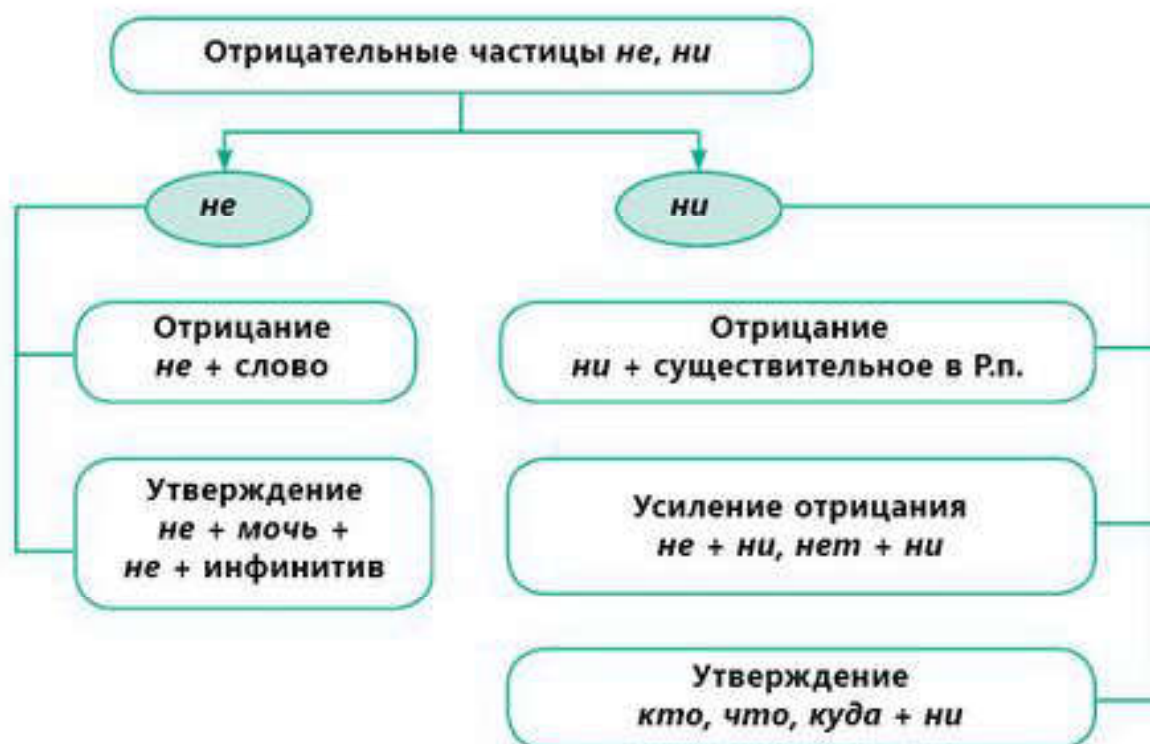 Отрицательные частицы не, ни
не
ни
Отрицание
не + слово
Утверждение
не + мочь +
не + инфинитив
Отрицание
ни + существительное в Р.п.
Усиление отрицания
не + ни, нет + ни
Утверждение
кто, что, куда + ни